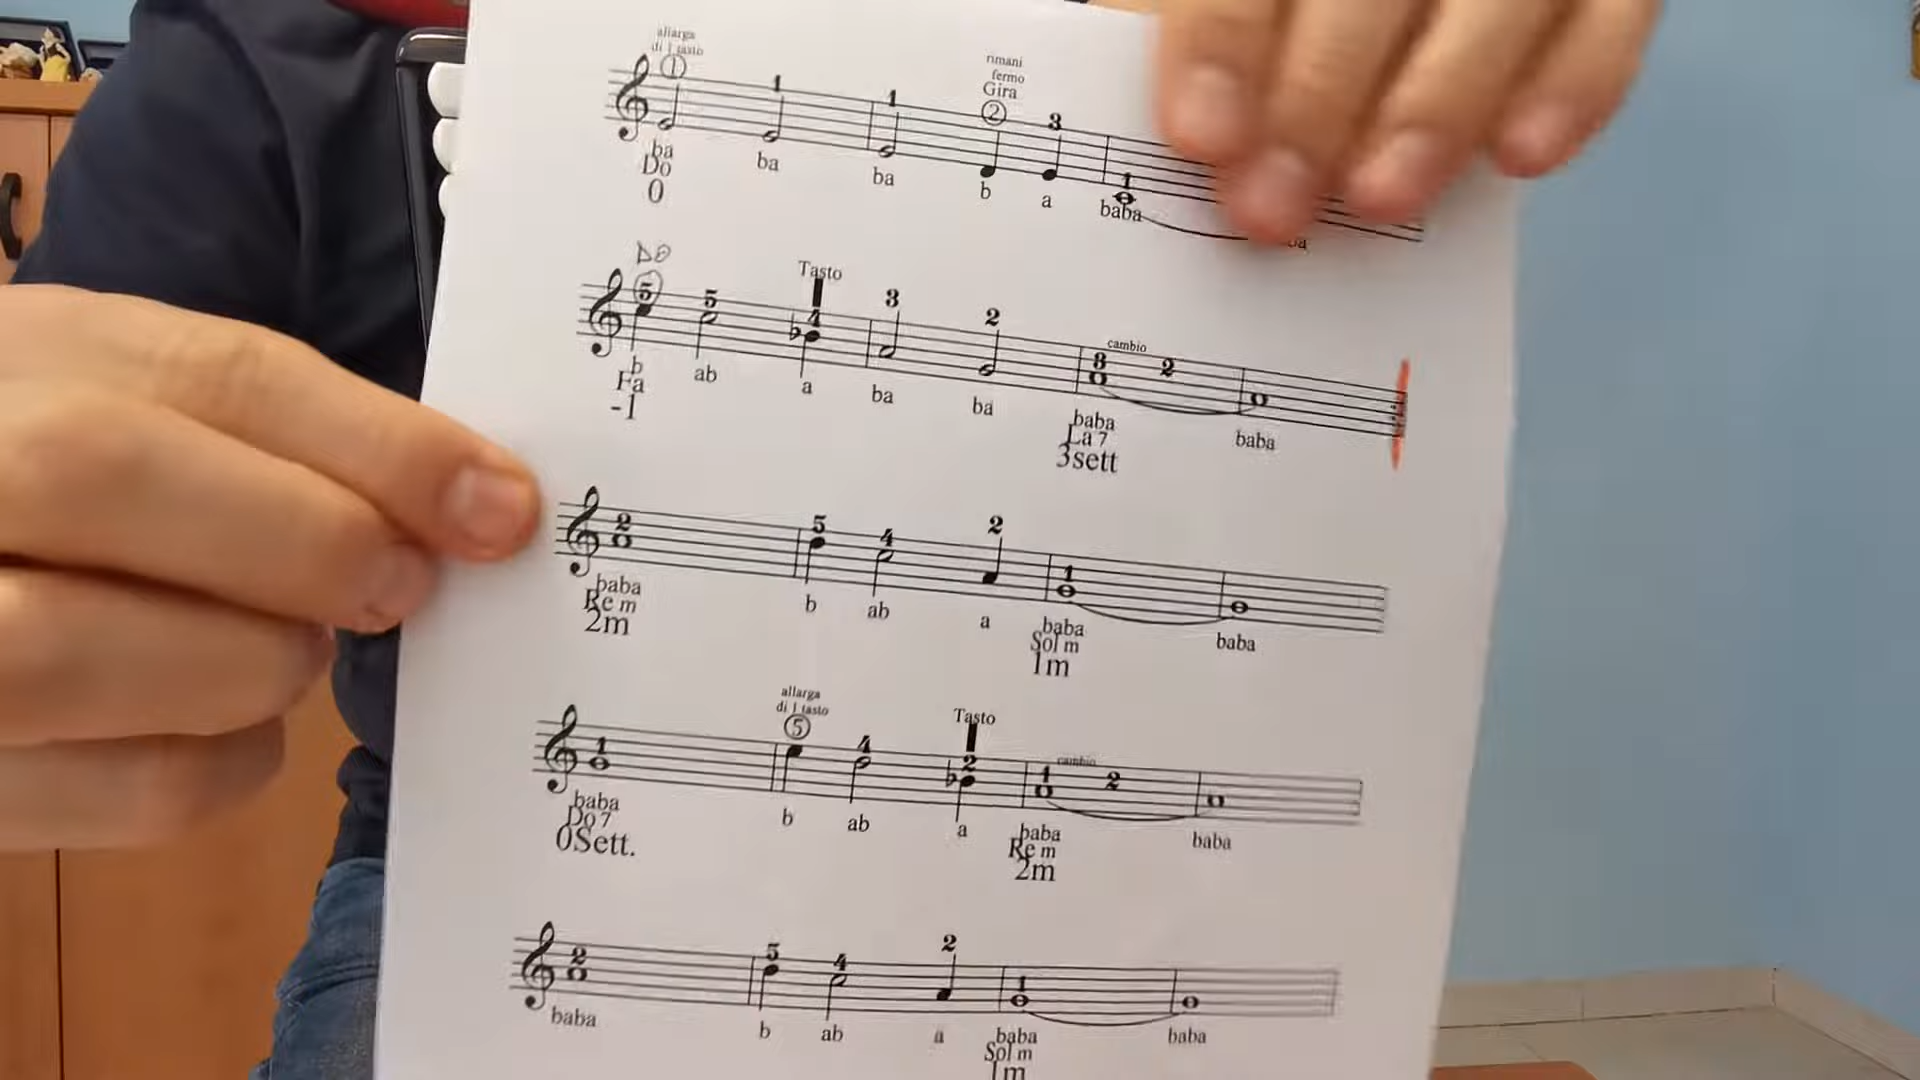 allarga
di 1 tasto
rimani
fermo
Gira
1 1 1 2 3 1
ba ba ba b a baba
Do
0
DO
Tasto
5 5 4 3 2 3 cambio 2
b ab a ba ba baba baba
Fa La 7
-1 3sett
2 5 4 2 1
baba b ab a baba baba
Re m Sol m
2m 1m
allarga
di 1 tasto Tasto
1 5 4 2 1 cambio 2
baba b ab a baba baba
Do 7 Re m
0Sett. 2m
2 5 4 2 1
baba b ab a baba baba
Sol m
1m